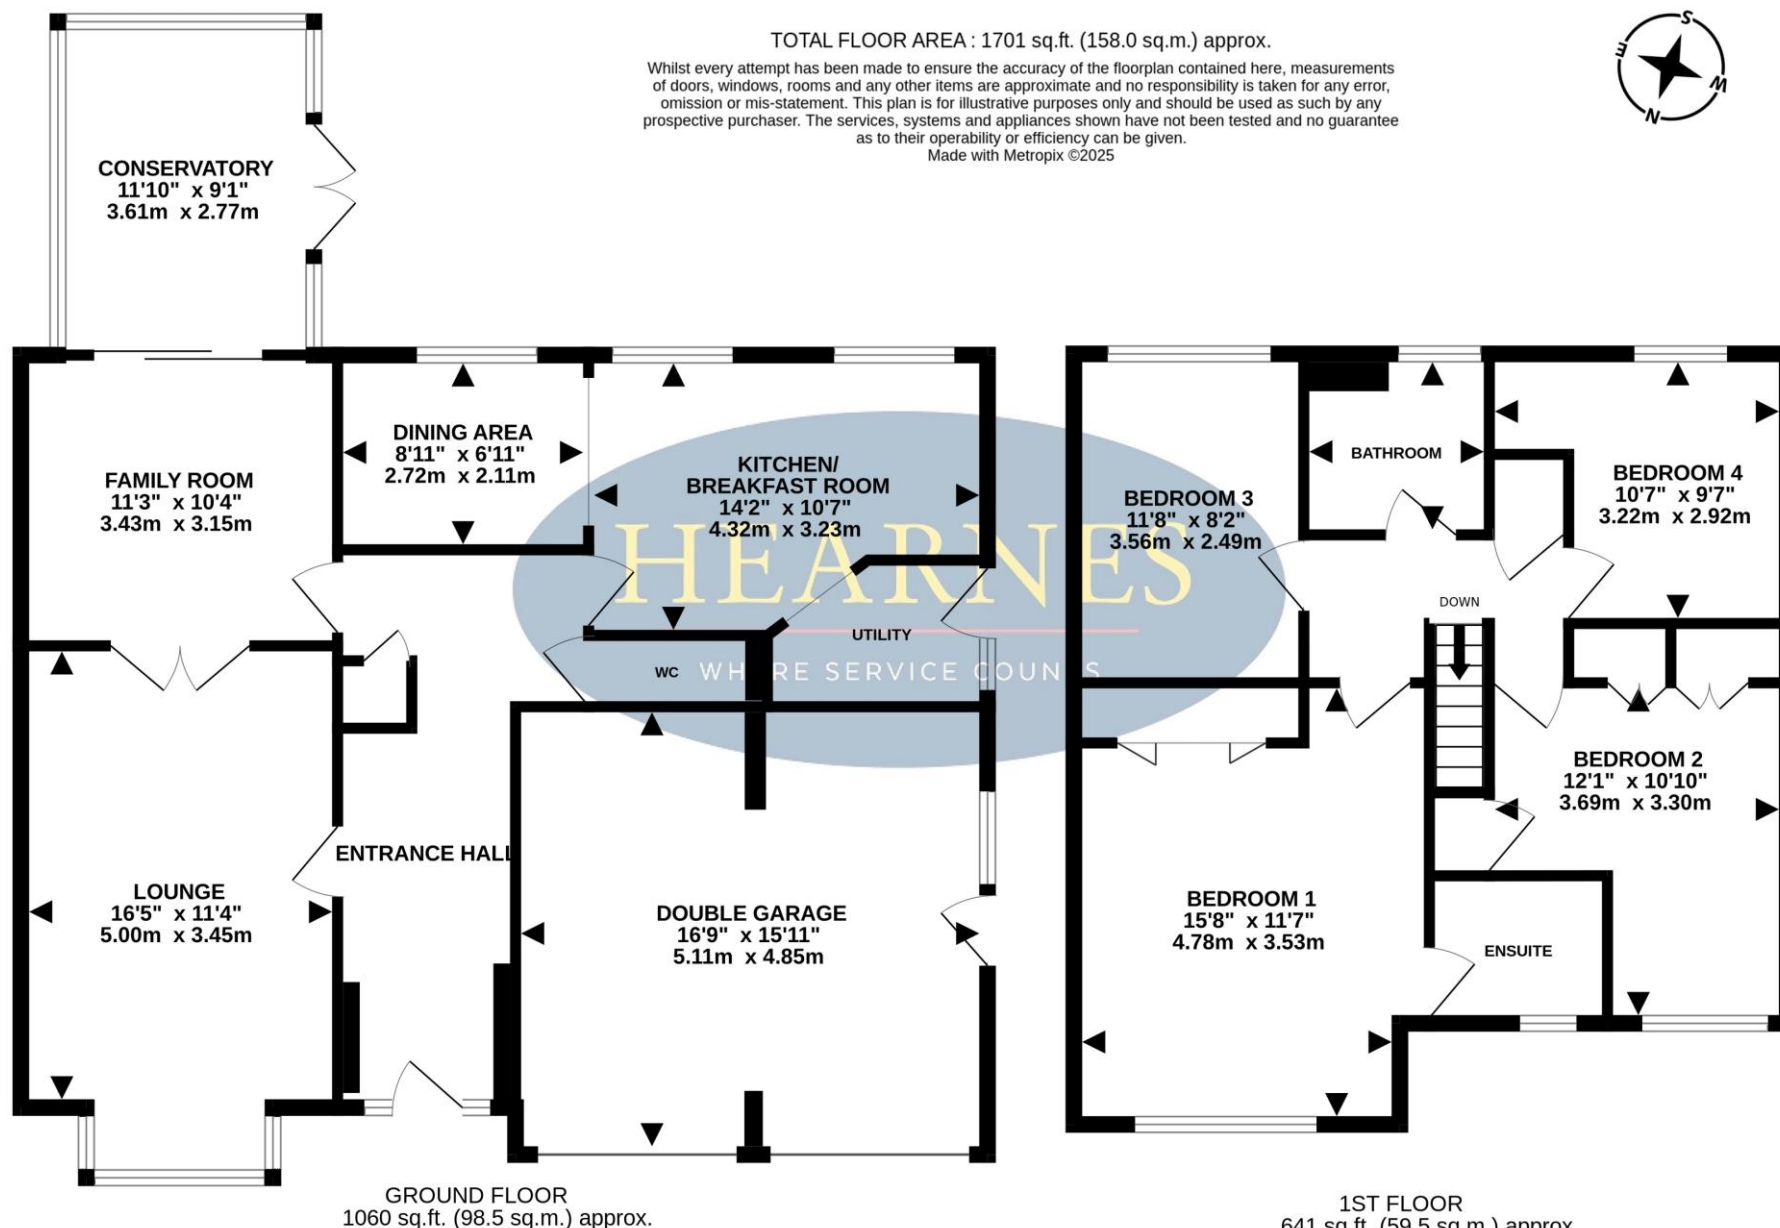 TOTAL FLOOR AREA : 1701 sq.ft. (158.0 sq.m.) approx.
Whilst every attempt has been made to ensure the accuracy of the floorplan contained here, measurements
of doors, windows, rooms and any other items are approximate and no responsibility is taken for any error,
omission or mis-statement. This plan is for illustrative purposes only and should be used as such by any
prospective purchaser. The services, systems and appliances shown have not been tested and no guarantee
as to their operability or efficiency can be given.
Made with Metropix ©2025
S
E
W
N
CONSERVATORY
11'10" x 9'1"
3.61m x 2.77m
FAMILY ROOM
11'3" x 10'4"
3.43m x 3.15m
DINING AREA
8'11" x 6'11"
2.72m x 2.11m
KITCHEN/
BREAKFAST ROOM
14'2" x 10'7"
4.32m x 3.23m
HEARNES
WHERE SERVICE COUNTS
UTILITY
WC
ENTRANCE HALL
LOUNGE
16'5" x 11'4"
5.00m x 3.45m
DOUBLE GARAGE
16'9" x 15'11"
5.11m x 4.85m
GROUND FLOOR
1060 sq.ft. (98.5 sq.m.) approx.
BEDROOM 3
11'8" x 8'2"
3.56m x 2.49m
BATHROOM
BEDROOM 4
10'7" x 9'7"
3.22m x 2.92m
DOWN
BEDROOM 2
12'1" x 10'10"
3.69m x 3.30m
BEDROOM 1
15'8" x 11'7"
4.78m x 3.53m
ENSUITE
1ST FLOOR
641 sq.ft. (59.5 sq.m.) approx.